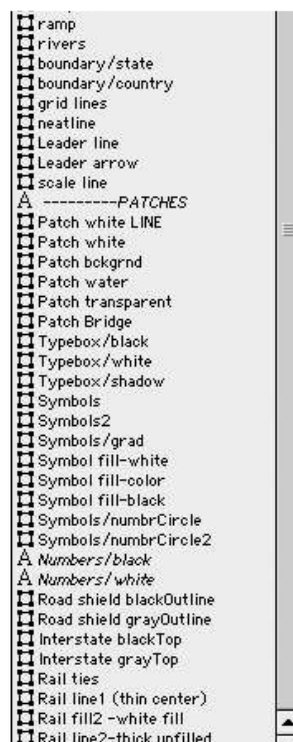 ramp
rivers
boundary/state
boundary/country
grid lines
neatline
Leader line
Leader arrow
scale line
A ---------PATCHES
Patch white LINE
Patch white
Patch bckgrnd
Patch water
Patch transparent
Patch Bridge
Typebox/black
Typebox/white
Typebox/shadow
Symbols
Symbols2
Symbols/grad
Symbol fill-white
Symbol fill-color
Symbol fill-black
Symbols/numbrCircle
Symbols/numbrCircle2
A Numbers/black
A Numbers/white
Road shield blackOutline
Road shield grayOutline
Interstate blackTop
Interstate grayTop
Rail ties
Rail line1 (thin center)
Rail fill2 -white fill
Rail line2-thick unfilled